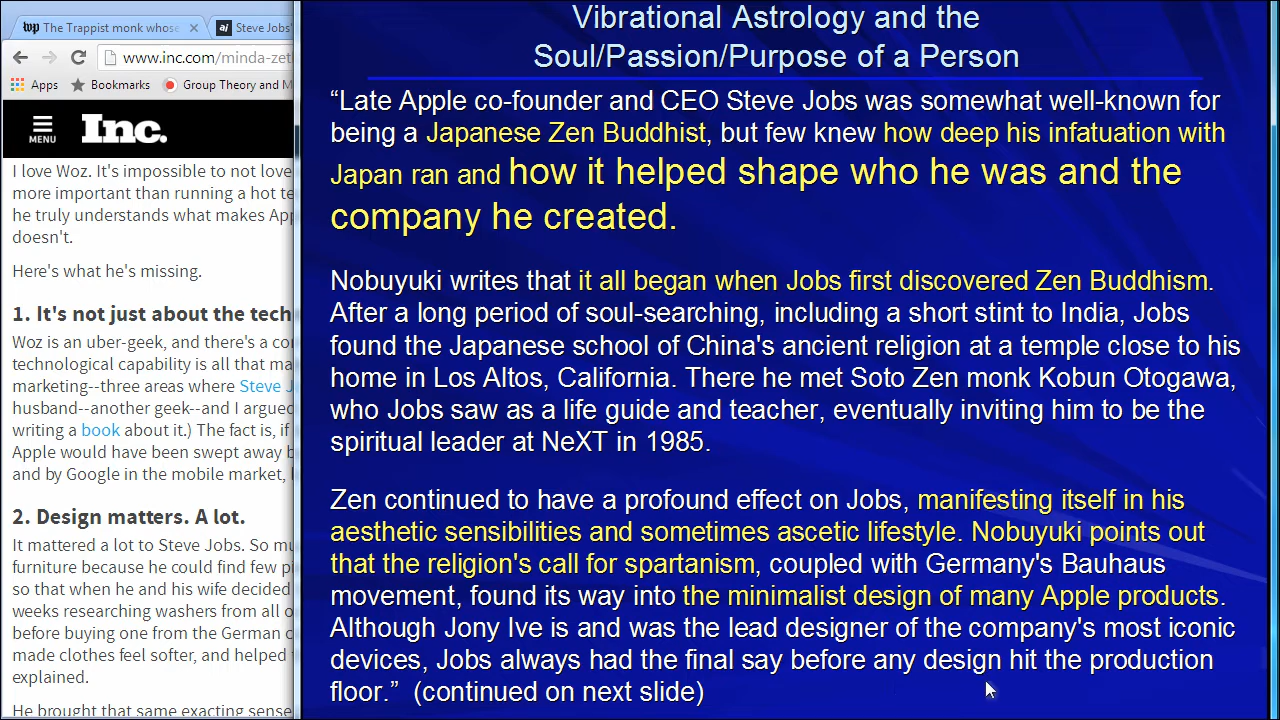 The Trappist monk whose
Steve Jobs'
www.inc.com/minda-zet
Apps
Bookmarks
Group Theory and M
MENU
Inc.
I love Woz. It's impossible to not love
more important than running a hot te
he truly understands what makes Ap
doesn't.
Here's what he's missing.
1. It's not just about the tech
Woz is an uber-geek, and there's a co
technological capability is all that ma
marketing--three areas where Steve J
husband--another geek--and I argued
writing a book about it.) The fact is, if
Apple would have been swept away b
and by Google in the mobile market,
2. Design matters. A lot.
It mattered a lot to Steve Jobs. So mu
furniture because he could find few pi
so that when he and his wife decided
weeks researching washers from all o
before buying one from the German c
made clothes feel softer, and helped
explained.
He brought that same exacting sense
Vibrational Astrology and the
Soul/Passion/Purpose of a Person
“Late Apple co-founder and CEO Steve Jobs was somewhat well-known for
being a Japanese Zen Buddhist, but few knew how deep his infatuation with
Japan ran and how it helped shape who he was and the
company he created.
Nobuyuki writes that it all began when Jobs first discovered Zen Buddhism.
After a long period of soul-searching, including a short stint to India, Jobs
found the Japanese school of China's ancient religion at a temple close to his
home in Los Altos, California. There he met Soto Zen monk Kobun Otogawa,
who Jobs saw as a life guide and teacher, eventually inviting him to be the
spiritual leader at NeXT in 1985.
Zen continued to have a profound effect on Jobs, manifesting itself in his
aesthetic sensibilities and sometimes ascetic lifestyle. Nobuyuki points out
that the religion's call for spartanism, coupled with Germany's Bauhaus
movement, found its way into the minimalist design of many Apple products.
Although Jony Ive is and was the lead designer of the company's most iconic
devices, Jobs always had the final say before any design hit the production
floor.” (continued on next slide)